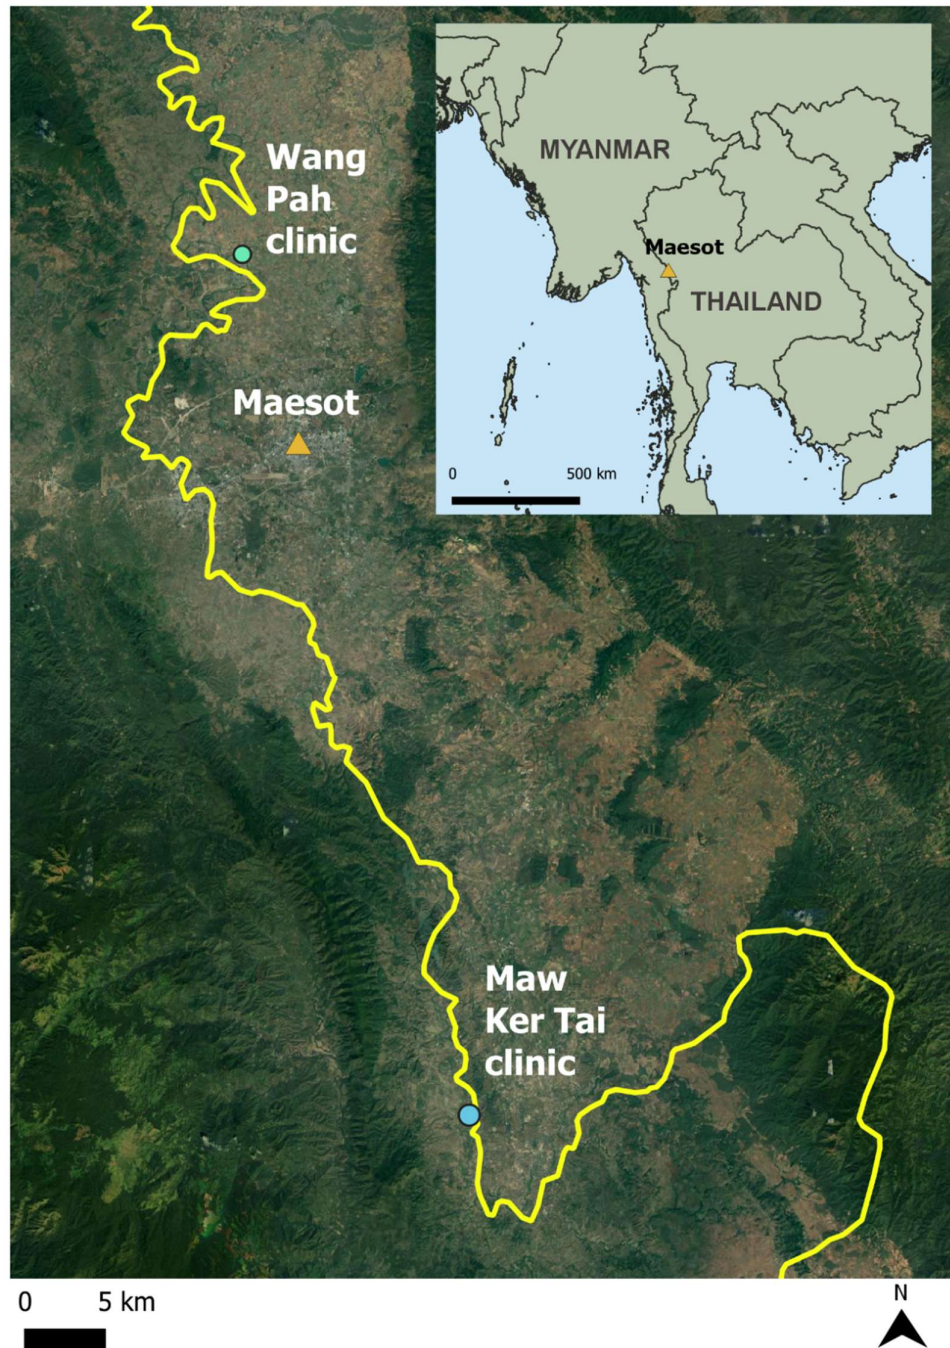 Wang
Pah
clinic
Maesot
Maw
Ker Tai
clinic
MYANMAR
Maesot
THAILAND
0 500 km
0 5 km
N